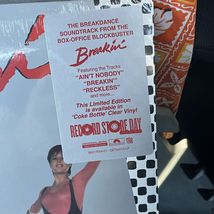 THE BREAKDANCE
SOUNDTRACK FROM THE
BOX-OFFICE BLOCKBUSTER
Breakin'
Featuring the Tracks
"AIN'T NOBODY"
"BREAKIN'"
"RECKLESS"
and more...
This Limited Edition
is available in
'Coke Bottle' Clear Vinyl
RECORD STORE DAY